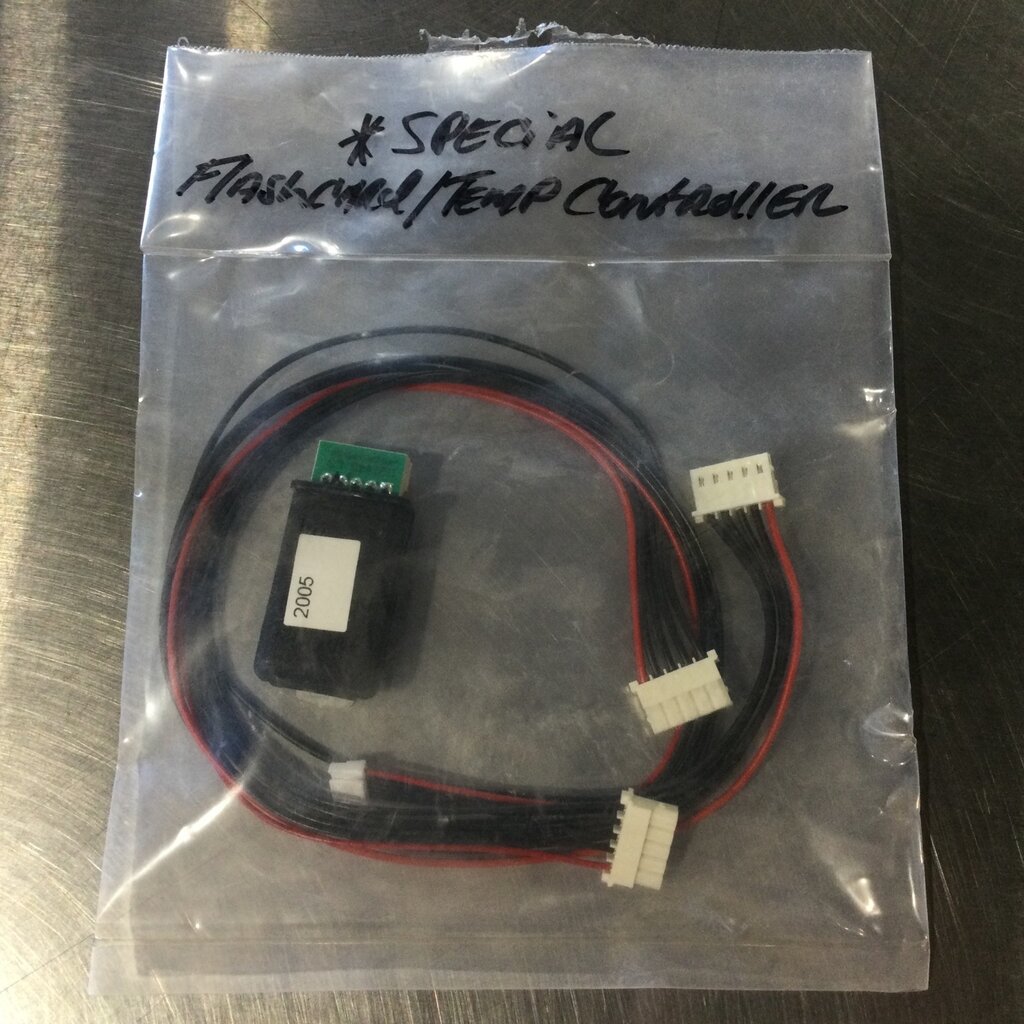 * SPECIAL
Flashcard/Temp Controller
2005